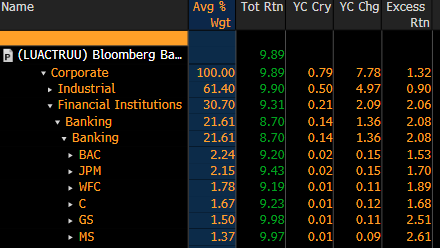 Name Avg % Wgt Tot Rtn YC Cry YC Chg Excess Rtn
(LUACTRUU) Bloomberg Ba... 9.89
Corporate 100.00 9.89 0.79 7.78 1.32
Industrial 61.40 9.90 0.50 4.97 0.90
Financial Institutions 30.70 9.31 0.21 2.09 2.06
Banking 21.61 8.70 0.14 1.36 2.08
Banking 21.61 8.70 0.14 1.36 2.08
BAC 2.24 9.20 0.02 0.15 1.53
JPM 2.15 9.43 0.02 0.15 1.70
WFC 1.78 9.19 0.01 0.11 1.89
C 1.67 9.23 0.01 0.12 1.68
GS 1.50 9.98 0.01 0.11 2.51
MS 1.37 9.97 0.01 0.09 2.61